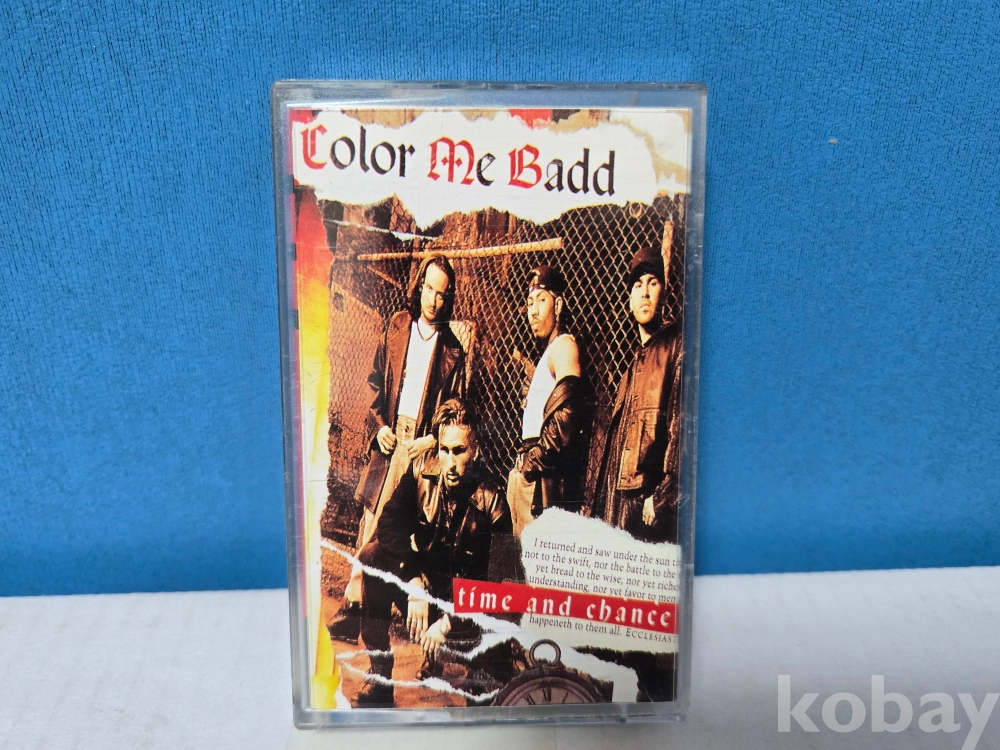 Color Me Badd
I returned and saw under the sun
not to the swift, nor the battle to the
yet bread to the wise, nor yet riche
understanding, nor yet favor to men
time and chance
happeneth to them all. ECCLESIAST
kobay